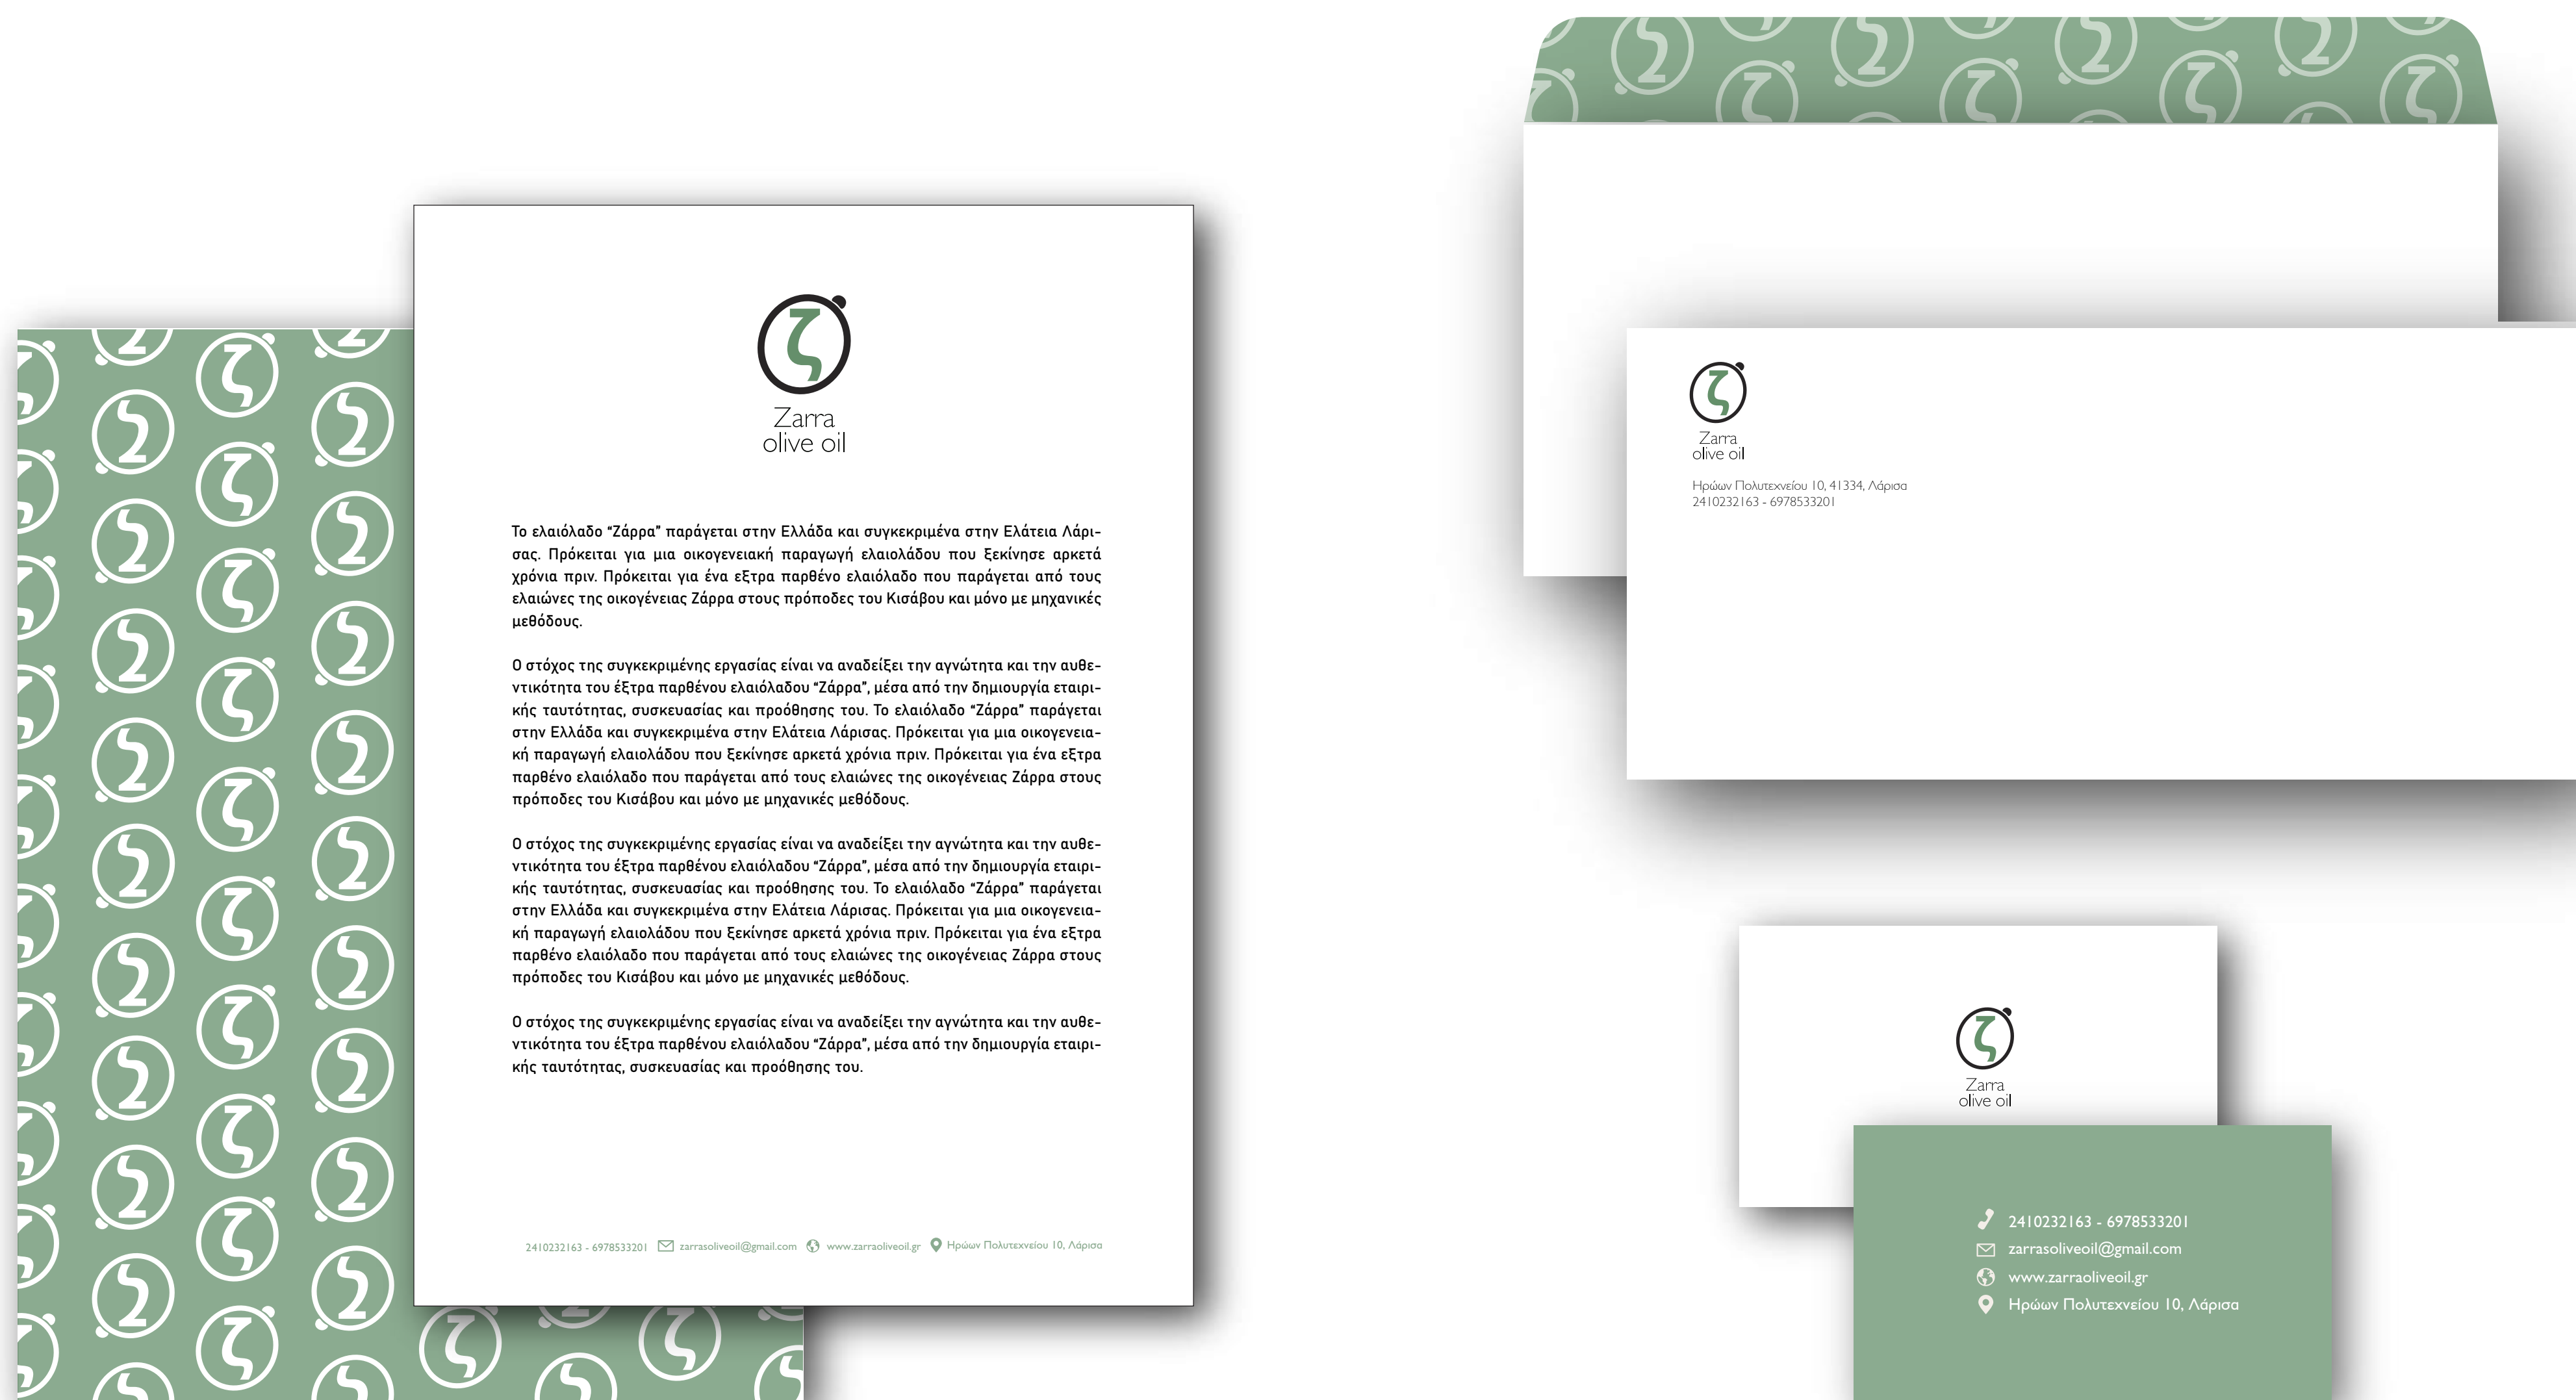 ζ
Zarra
olive oil
Το ελαιόλαδο “Ζάρρα” παράγεται στην Ελλάδα και συγκεκριμένα στην Ελάτεια Λάρι-
σας. Πρόκειται για μια οικογενειακή παραγωγή ελαιολάδου που ξεκίνησε αρκετά
χρόνια πριν. Πρόκειται για ένα εξτρα παρθένο ελαιόλαδο που παράγεται από τους
ελαιώνες της οικογένειας Ζάρρα στους πρόποδες του Κισάβου και μόνο με μηχανικές
μεθόδους.
Ο στόχος της συγκεκριμένης εργασίας είναι να αναδείξει την αγνώτητα και την αυθε-
ντικότητα του έξτρα παρθένου ελαιόλαδου “Ζάρρα”, μέσα από την δημιουργία εταιρι-
κής ταυτότητας, συσκευασίας και προόθησης του. Το ελαιόλαδο “Ζάρρα” παράγεται
στην Ελλάδα και συγκεκριμένα στην Ελάτεια Λάρισας. Πρόκειται για μια οικογενεια-
κή παραγωγή ελαιολάδου που ξεκίνησε αρκετά χρόνια πριν. Πρόκειται για ένα εξτρα
παρθένο ελαιόλαδο που παράγεται από τους ελαιώνες της οικογένειας Ζάρρα στους
πρόποδες του Κισάβου και μόνο με μηχανικές μεθόδους.
Ο στόχος της συγκεκριμένης εργασίας είναι να αναδείξει την αγνώτητα και την αυθε-
ντικότητα του έξτρα παρθένου ελαιόλαδου “Ζάρρα”, μέσα από την δημιουργία εταιρι-
κής ταυτότητας, συσκευασίας και προόθησης του. Το ελαιόλαδο “Ζάρρα” παράγεται
στην Ελλάδα και συγκεκριμένα στην Ελάτεια Λάρισας. Πρόκειται για μια οικογενεια-
κή παραγωγή ελαιολάδου που ξεκίνησε αρκετά χρόνια πριν. Πρόκειται για ένα εξτρα
παρθένο ελαιόλαδο που παράγεται από τους ελαιώνες της οικογένειας Ζάρρα στους
πρόποδες του Κισάβου και μόνο με μηχανικές μεθόδους.
Ο στόχος της συγκεκριμένης εργασίας είναι να αναδείξει την αγνώτητα και την αυθε-
ντικότητα του έξτρα παρθένου ελαιόλαδου “Ζάρρα”, μέσα από την δημιουργία εταιρι-
κής ταυτότητας, συσκευασίας και προόθησης του.
2410232163 - 6978533201 zarrasoliveoil@gmail.com www.zarraoliveoil.gr Ηρώων Πολυτεχνείου 10, Λάρισα
ζ
Zarra
olive oil
Ηρώων Πολυτεχνείου 10, 41334, Λάρισα
2410232163 - 6978533201
ζ
Zarra
olive oil
2410232163 - 6978533201
zarrasoliveoil@gmail.com
www.zarraoliveoil.gr
Ηρώων Πολυτεχνείου 10, Λάρισα